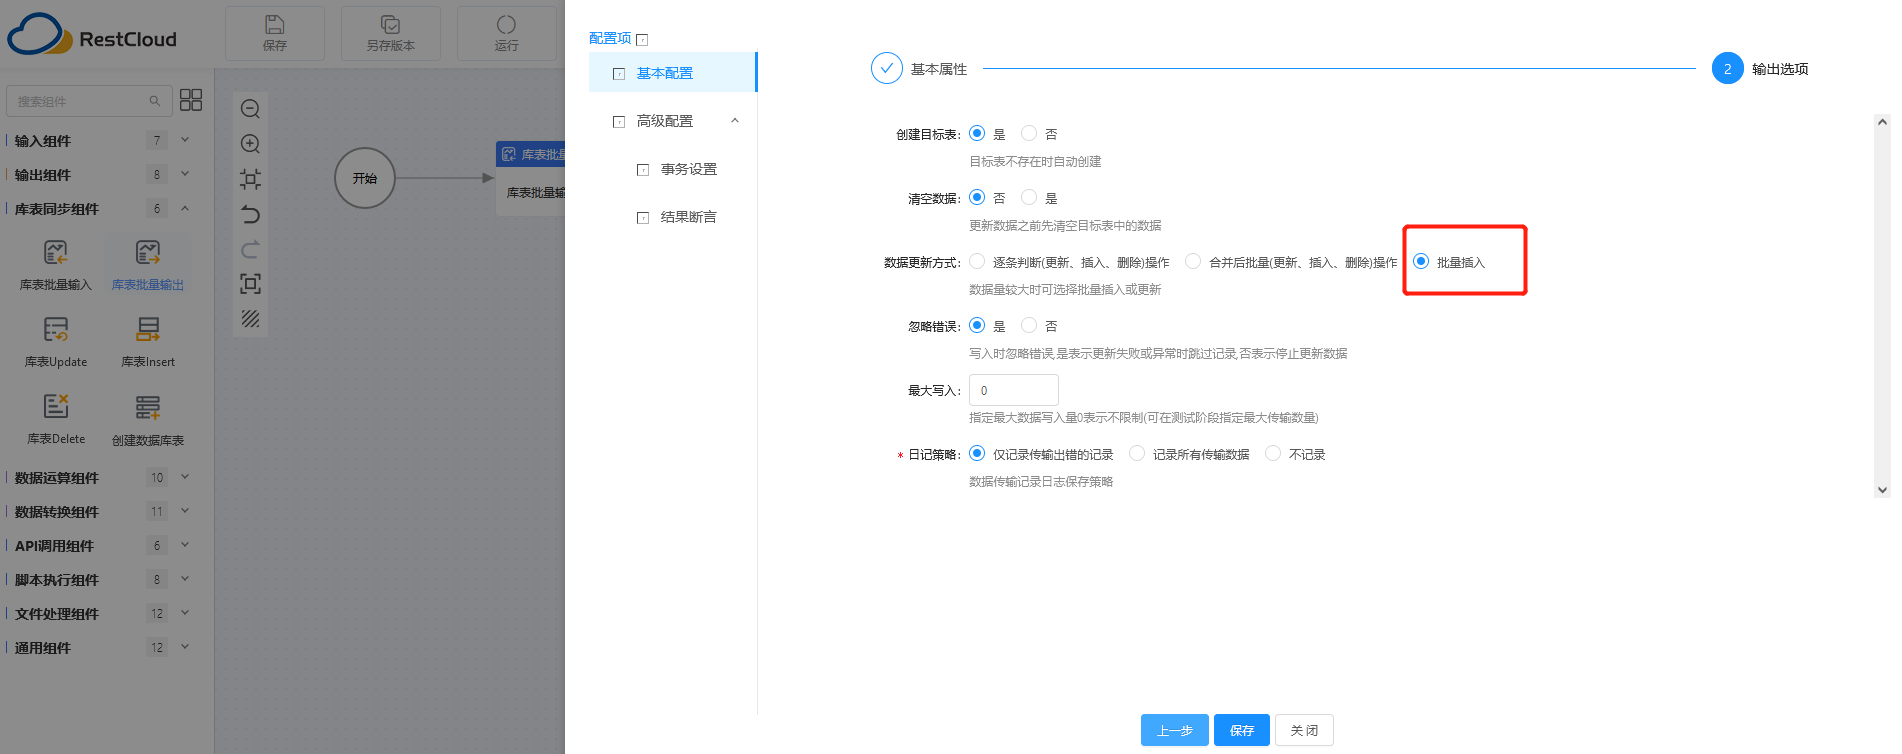 RestCloud
保存
另存版本
运行
搜索组件
输入组件 7
输出组件 8
库表同步组件 6
库表批量输入 库表批量输出
库表Update 库表Insert
库表Delete 创建数据库表
数据运算组件 10
数据转换组件 11
API调用组件 6
脚本执行组件 8
文件处理组件 12
通用组件 12
开始
库表批量
库表批量输
配置项
基本配置
高级配置
事务设置
结果断言
基本属性
2 输出选项
创建目标表: 是 否
目标表不存在时自动创建
清空数据: 否 是
更新数据之前先清空目标表中的数据
数据更新方式: 逐条判断(更新、插入、删除)操作 合并后批量(更新、插入、删除)操作 批量插入
数据量较大时可选择批量插入或更新
忽略错误: 是 否
写入时忽略错误,是表示更新失败或异常时跳过记录,否表示停止更新数据
最大写入: 0
指定最大数据写入量0表示不限制(可在测试阶段指定最大传输数量)
* 日记策略: 仅记录传输出错的记录 记录所有传输数据 不记录
数据传输记录日志保存策略
上一步 保存 关 闭